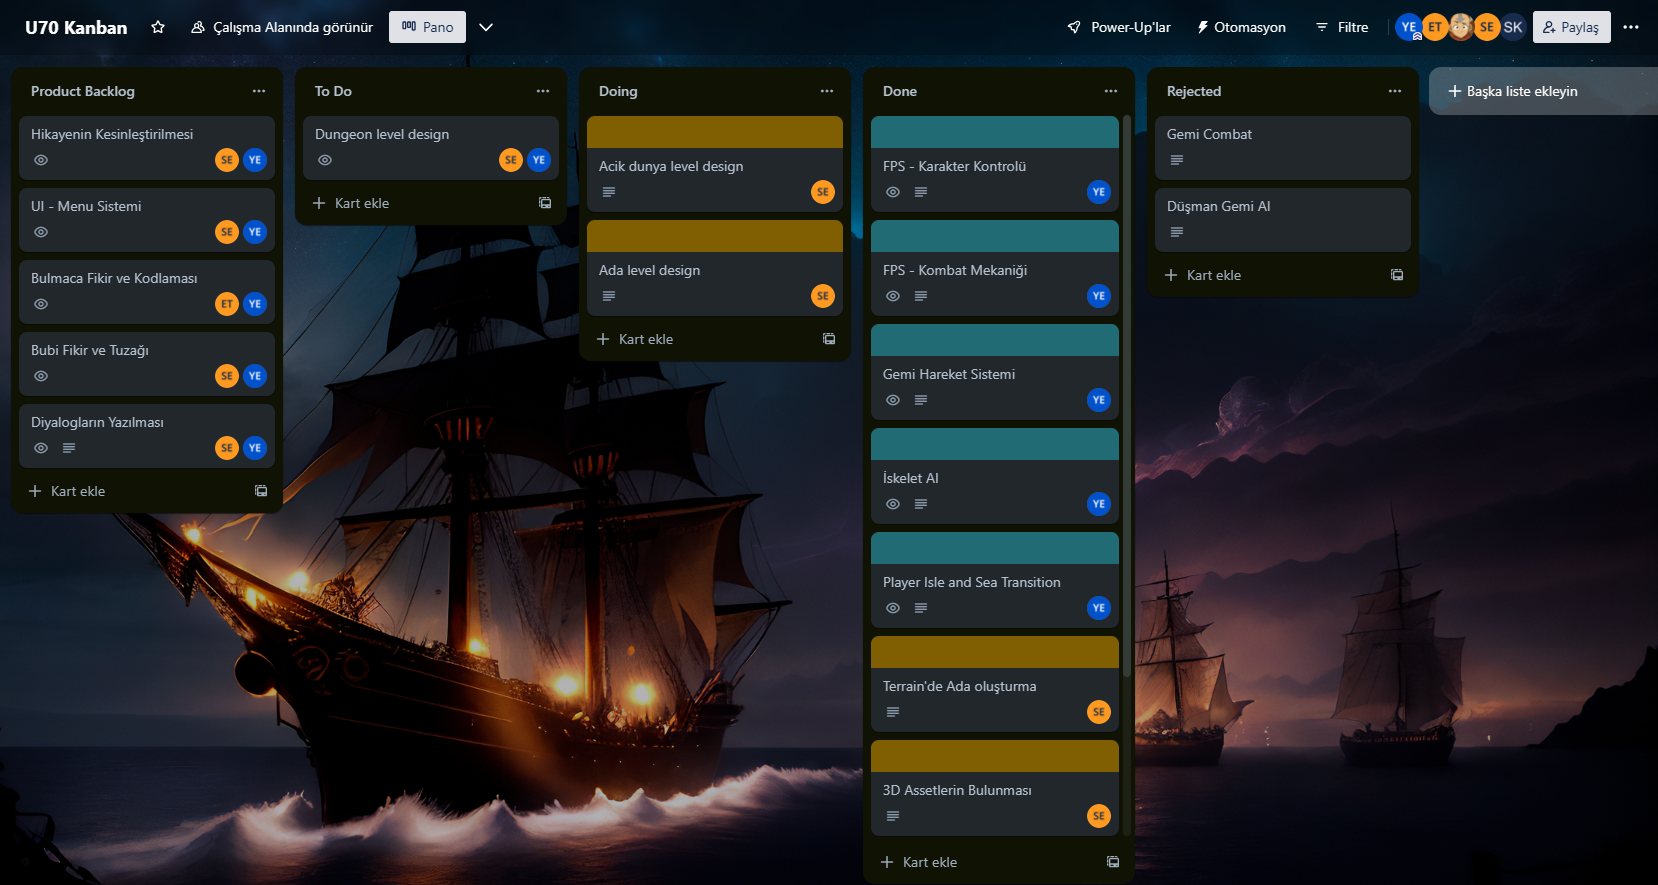 U70 Kanban
Çalışma Alanında görünür
Pano
Power-Up'lar
Otomasyon
Filtre
YE
ET
SE
SK
Paylaş
Product Backlog
Hikayenin Kesinleştirilmesi
SE YE
UI - Menu Sistemi
SE YE
Bulmaca Fikir ve Kodlaması
ET YE
Bubi Fikir ve Tuzağı
SE YE
Diyalogların Yazılması
SE YE
Kart ekle
To Do
Dungeon level design
SE YE
Kart ekle
Doing
Acik dunya level design
SE
Ada level design
SE
Kart ekle
Done
FPS - Karakter Kontrolü
YE
FPS - Kombat Mekaniği
YE
Gemi Hareket Sistemi
YE
İskelet AI
YE
Player Isle and Sea Transition
YE
Terrain'de Ada oluşturma
SE
3D Assetlerin Bulunması
SE
Kart ekle
Rejected
Gemi Combat
Düşman Gemi AI
Kart ekle
Başka liste ekleyin